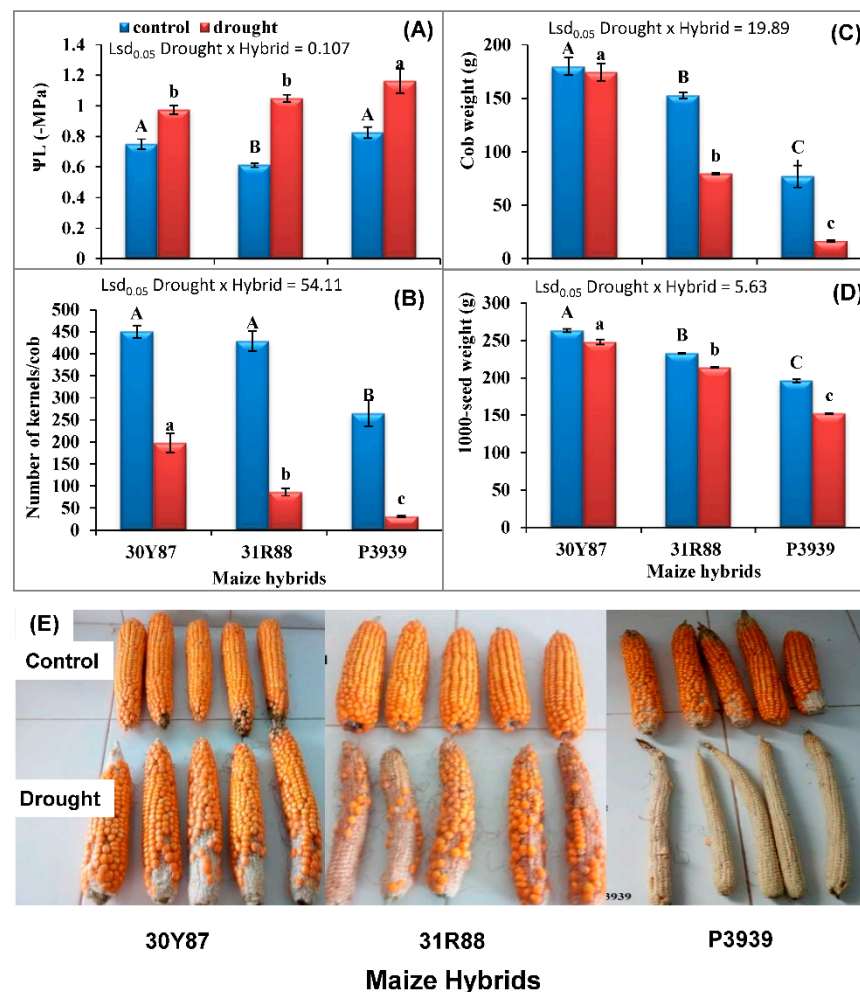 control drought (A)
Lsd0.05 Drought x Hybrid = 0.107
ΨL (-MPa)
1.4
1.2
1
0.8
0.6
0.4
0.2
0
A b B b A a
(C)
Lsd0.05 Drought x Hybrid = 19.89
Cob weight (g)
200
150
100
50
0
A a B b C c
(B)
Lsd0.05 Drought x Hybrid = 54.11
Number of kernels/cob
500
450
400
350
300
250
200
150
100
50
0
A a A b B c
30Y87 31R88 P3939
Maize hybrids
(D)
Lsd0.05 Drought x Hybrid = 5.63
1000-seed weight (g)
300
250
200
150
100
50
0
A a B b C c
30Y87 31R88 P3939
Maize hybrids
(E)
Control
Drought
3939
30Y87 31R88 P3939
Maize Hybrids